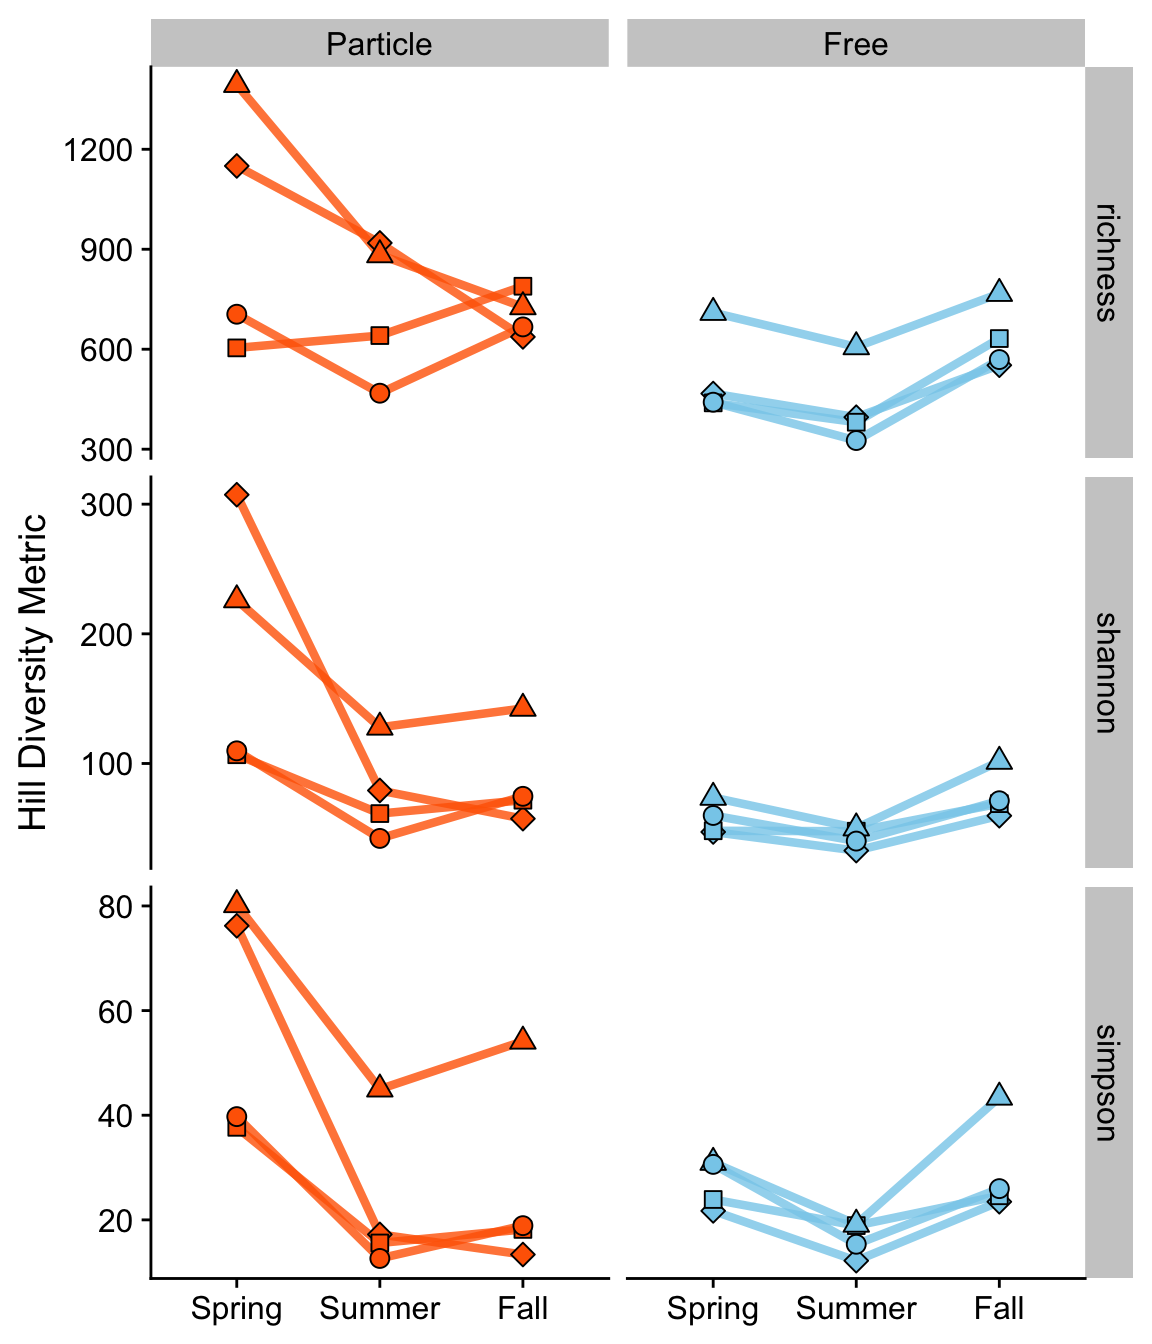 Particle
Free
1200
900
600
300
richness
300
200
100
shannon
Hill Diversity Metric
80
60
40
20
simpson
Spring
Summer
Fall
Spring
Summer
Fall